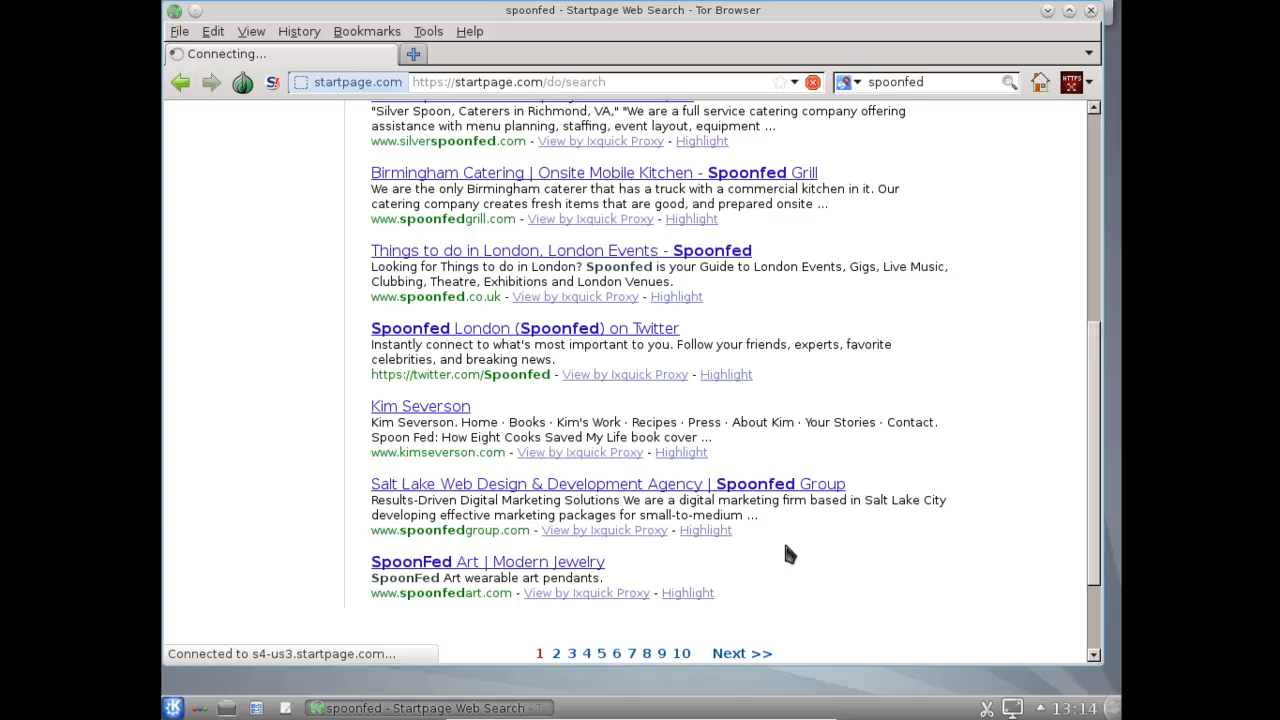 spoonfed - Startpage Web Search - Tor Browser
File Edit View History Bookmarks Tools Help
Connecting...
startpage.com https://startpage.com/do/search spoonfed HTTPS
"Silver Spoon, Caterers in Richmond, VA," "We are a full service catering company offering
assistance with menu planning, staffing, event layout, equipment ...
www.silverspoonfed.com - View by Ixquick Proxy - Highlight
Birmingham Catering | Onsite Mobile Kitchen - Spoonfed Grill
We are the only Birmingham caterer that has a truck with a commercial kitchen in it. Our
catering company creates fresh items that are good, and prepared onsite ...
www.spoonfedgrill.com - View by Ixquick Proxy - Highlight
Things to do in London, London Events - Spoonfed
Looking for Things to do in London? Spoonfed is your Guide to London Events, Gigs, Live Music,
Clubbing, Theatre, Exhibitions and London Venues.
www.spoonfed.co.uk - View by Ixquick Proxy - Highlight
Spoonfed London (Spoonfed) on Twitter
Instantly connect to what's most important to you. Follow your friends, experts, favorite
celebrities, and breaking news.
https://twitter.com/Spoonfed - View by Ixquick Proxy - Highlight
Kim Severson
Kim Severson. Home · Books · Kim's Work · Recipes · Press · About Kim · Your Stories · Contact.
Spoon Fed: How Eight Cooks Saved My Life book cover ...
www.kimseverson.com - View by Ixquick Proxy - Highlight
Salt Lake Web Design & Development Agency | Spoonfed Group
Results-Driven Digital Marketing Solutions We are a digital marketing firm based in Salt Lake City
developing effective marketing packages for small-to-medium ...
www.spoonfedgroup.com - View by Ixquick Proxy - Highlight
SpoonFed Art | Modern Jewelry
SpoonFed Art wearable art pendants.
www.spoonfedart.com - View by Ixquick Proxy - Highlight
Connected to s4-us3.startpage.com...
1 2 3 4 5 6 7 8 9 10 Next >>
spoonfed - Startpage Web Search - T
13:14